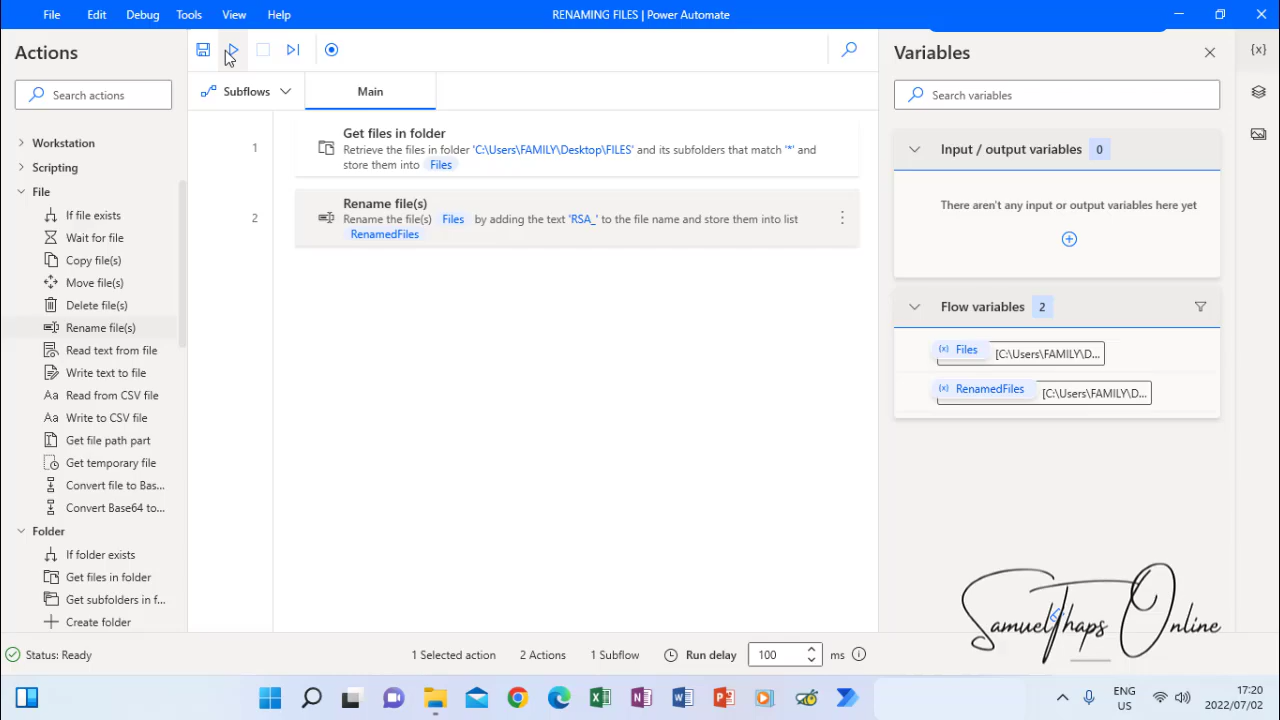 File Edit Debug Tools View Help RENAMING FILES | Power Automate
Actions
Search actions
Workstation
Scripting
File
If file exists
Wait for file
Copy file(s)
Move file(s)
Delete file(s)
Rename file(s)
Read text from file
Write text to file
Read from CSV file
Write to CSV file
Get file path part
Get temporary file
Convert file to Bas...
Convert Base64 to...
Folder
If folder exists
Get files in folder
Get subfolders in f...
Create folder
Subflows Main
1 Get files in folder
Retrieve the files in folder 'C:\Users\FAMILY\Desktop\FILES' and its subfolders that match '*' and
store them into Files
2 Rename file(s)
Rename the file(s) Files by adding the text 'RSA_' to the file name and store them into list
RenamedFiles
Variables {x}
Search variables
Input / output variables 0
There aren't any input or output variables here yet
Flow variables 2
{x} Files [C:\Users\FAMILY\D...
{x} RenamedFiles [C:\Users\FAMILY\D...
SamuelThaps Online
Status: Ready 1 Selected action 2 Actions 1 Subflow Run delay 100 ms
ENG 17:20
US 2022/07/02